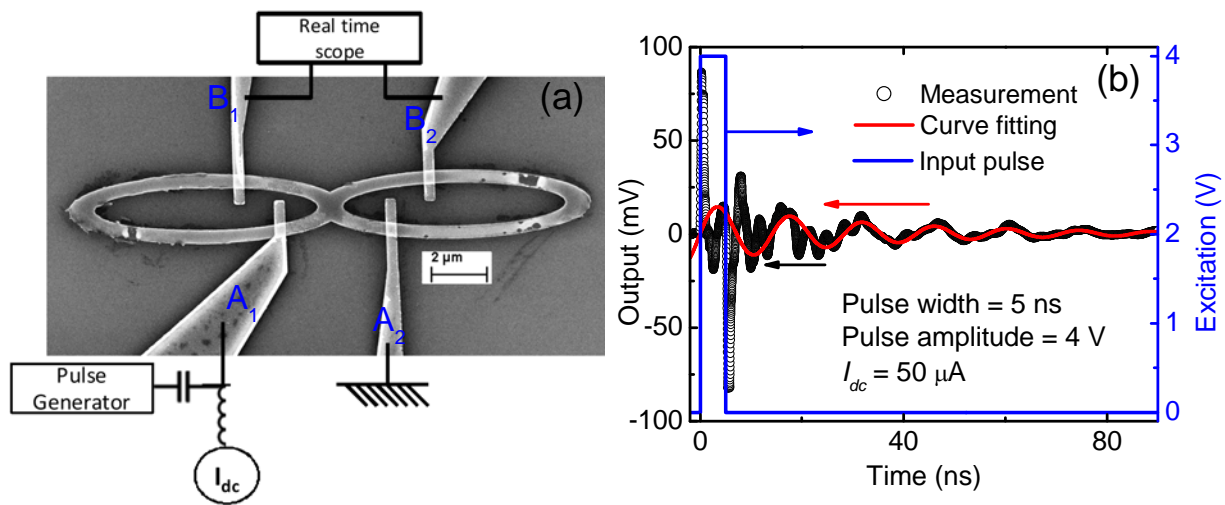 Real time
scope
(a)
B1
B2
2 µm
A1
A2
Pulse
Generator
Idc
(b)
Measurement
Curve fitting
Input pulse
Pulse width = 5 ns
Pulse amplitude = 4 V
Idc = 50 µA
Output (mV)
100
50
0
-50
-100
Excitation (V)
4
3
2
1
0
0 40 80
Time (ns)